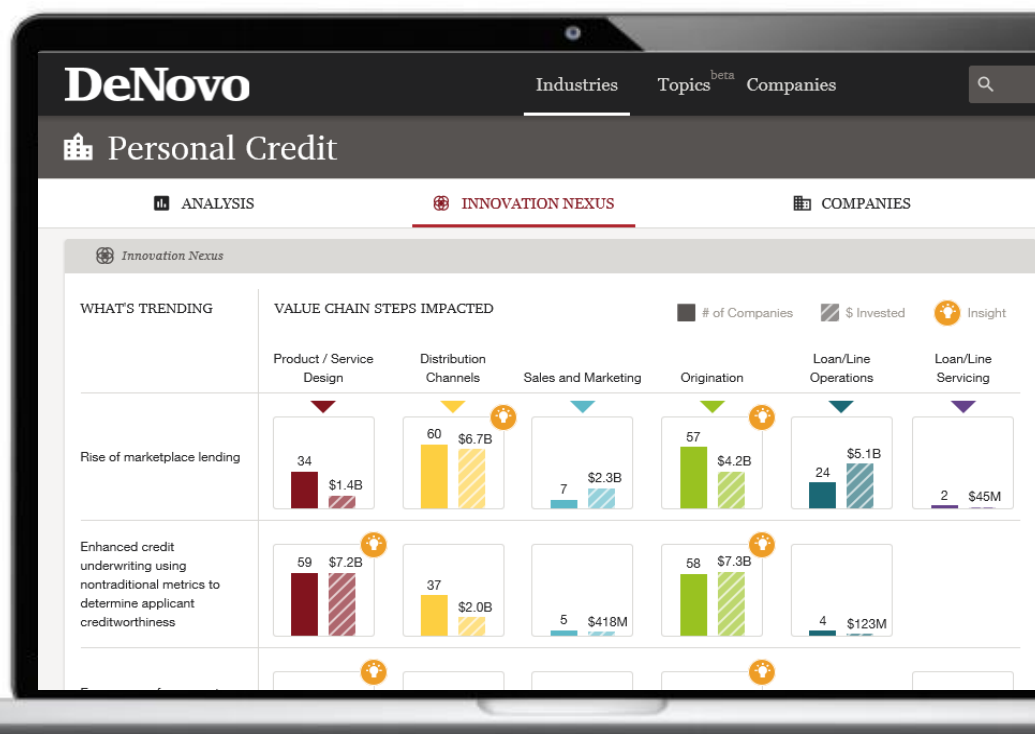 DeNovo
Industries
Topics beta
Companies
Personal Credit
ANALYSIS
INNOVATION NEXUS
COMPANIES
Innovation Nexus
WHAT'S TRENDING
VALUE CHAIN STEPS IMPACTED
# of Companies
$ Invested
Insight
Product / Service
Design
Distribution
Channels
Sales and Marketing
Origination
Loan/Line
Operations
Loan/Line
Servicing
Rise of marketplace lending
34
$1.4B
60
$6.7B
7
$2.3B
57
$4.2B
24
$5.1B
2
$45M
Enhanced credit
underwriting using
nontraditional metrics to
determine applicant
creditworthiness
59
$7.2B
37
$2.0B
5
$418M
58
$7.3B
4
$123M